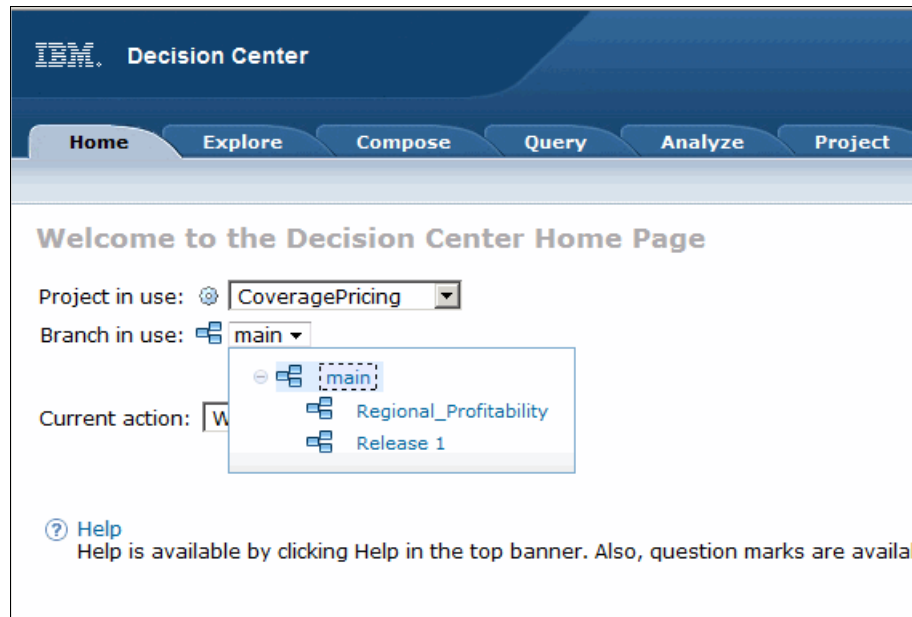 IBM. Decision Center
Home Explore Compose Query Analyze Project
Welcome to the Decision Center Home Page
Project in use: CoveragePricing
Branch in use: main
main
Regional_Profitability
Release 1
Current action: W
? Help
Help is available by clicking Help in the top banner. Also, question marks are availa